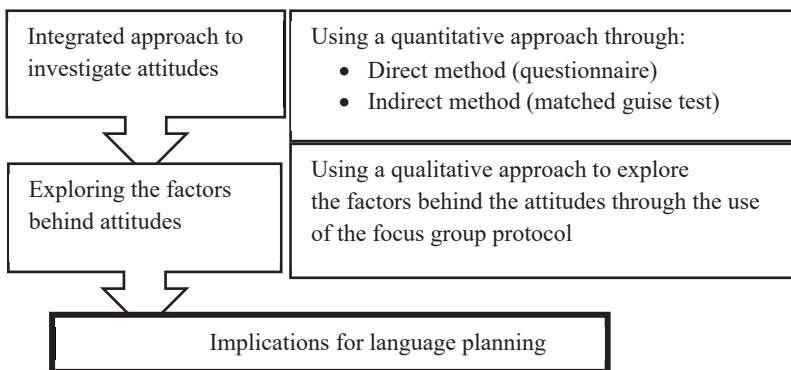 Integrated approach to
investigate attitudes
Using a quantitative approach through:
• Direct method (questionnaire)
• Indirect method (matched guise test)
Exploring the factors
behind attitudes
Using a qualitative approach to explore
the factors behind the attitudes through the use
of the focus group protocol
Implications for language planning